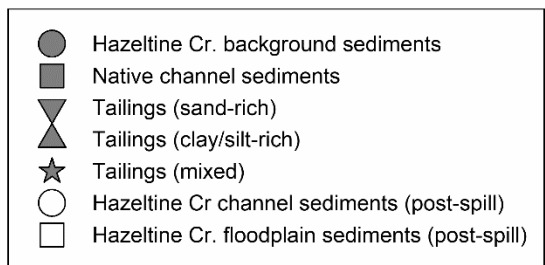 Hazeltine Cr. background sediments
Native channel sediments
Tailings (sand-rich)
Tailings (clay/silt-rich)
Tailings (mixed)
Hazeltine Cr channel sediments (post-spill)
Hazeltine Cr. floodplain sediments (post-spill)